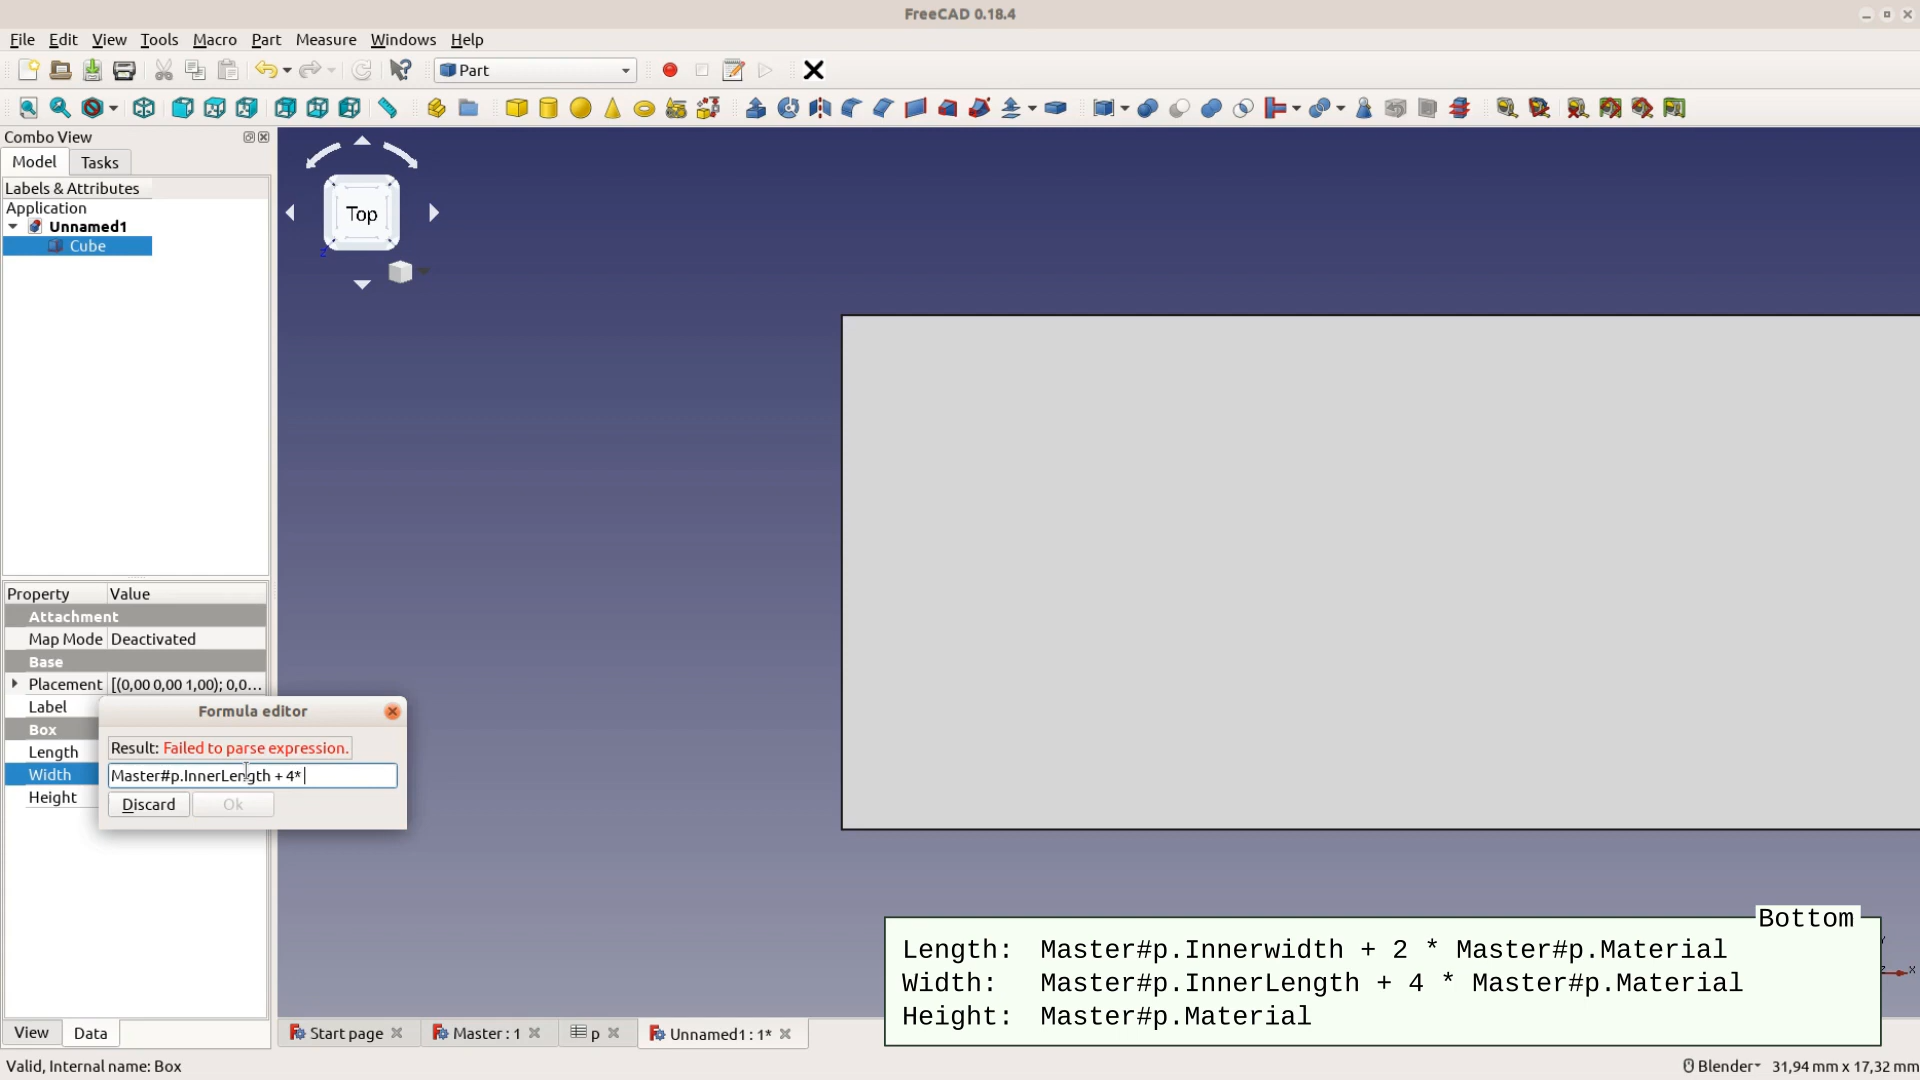 FreeCAD 0.18.4
File Edit View Tools Macro Part Measure Windows Help
Part
Combo View
Model Tasks
Labels & Attributes
Application
Unnamed1
Cube
Top
Z
Property Value
Attachment
Map Mode Deactivated
Base
Placement [(0,00 0,00 1,00); 0,0...
Label
Box
Length
Width
Height
Formula editor
Result: Failed to parse expression.
Master#p.InnerLength + 4*
Discard Ok
Bottom
Length: Master#p.Innerwidth + 2 * Master#p.Material
Width: Master#p.InnerLength + 4 * Master#p.Material
Height: Master#p.Material
Y
Z X
View Data
Start page Master : 1 p Unnamed1 : 1*
Valid, Internal name: Box
Blender 31,94 mm x 17,32 mm